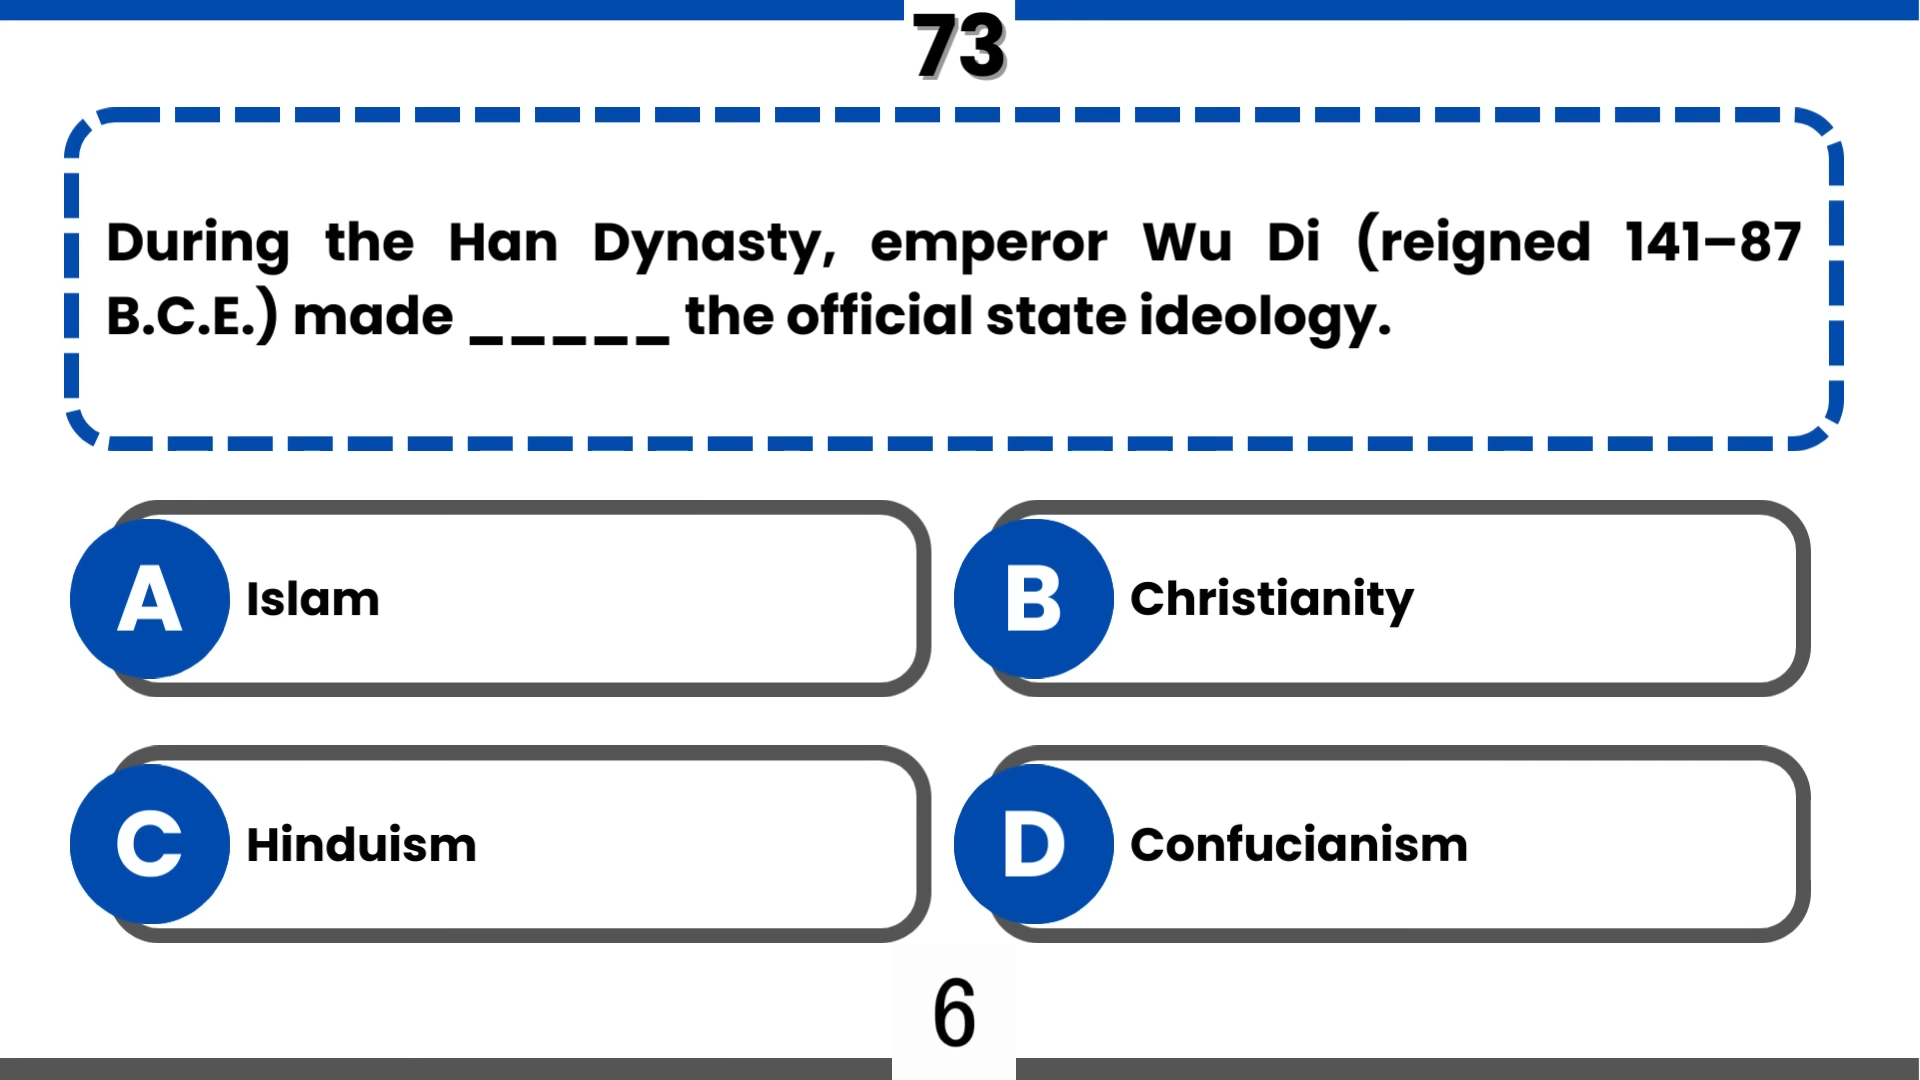 73
During the Han Dynasty, emperor Wu Di (reigned 141–87
B.C.E.) made _____ the official state ideology.
A Islam
B Christianity
C Hinduism
D Confucianism
6